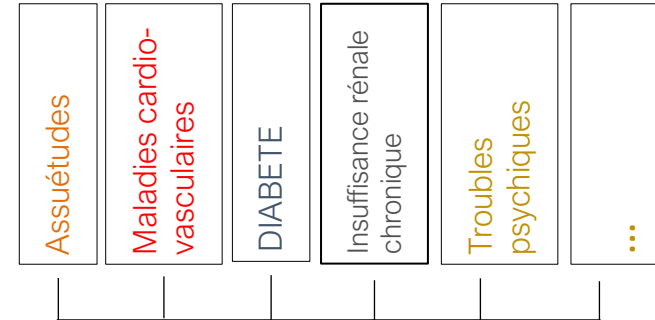 Assuétudes
Maladies cardio-
vasculaires
DIABETE
Insuffisance rénale
chronique
Troubles
psychiques
...